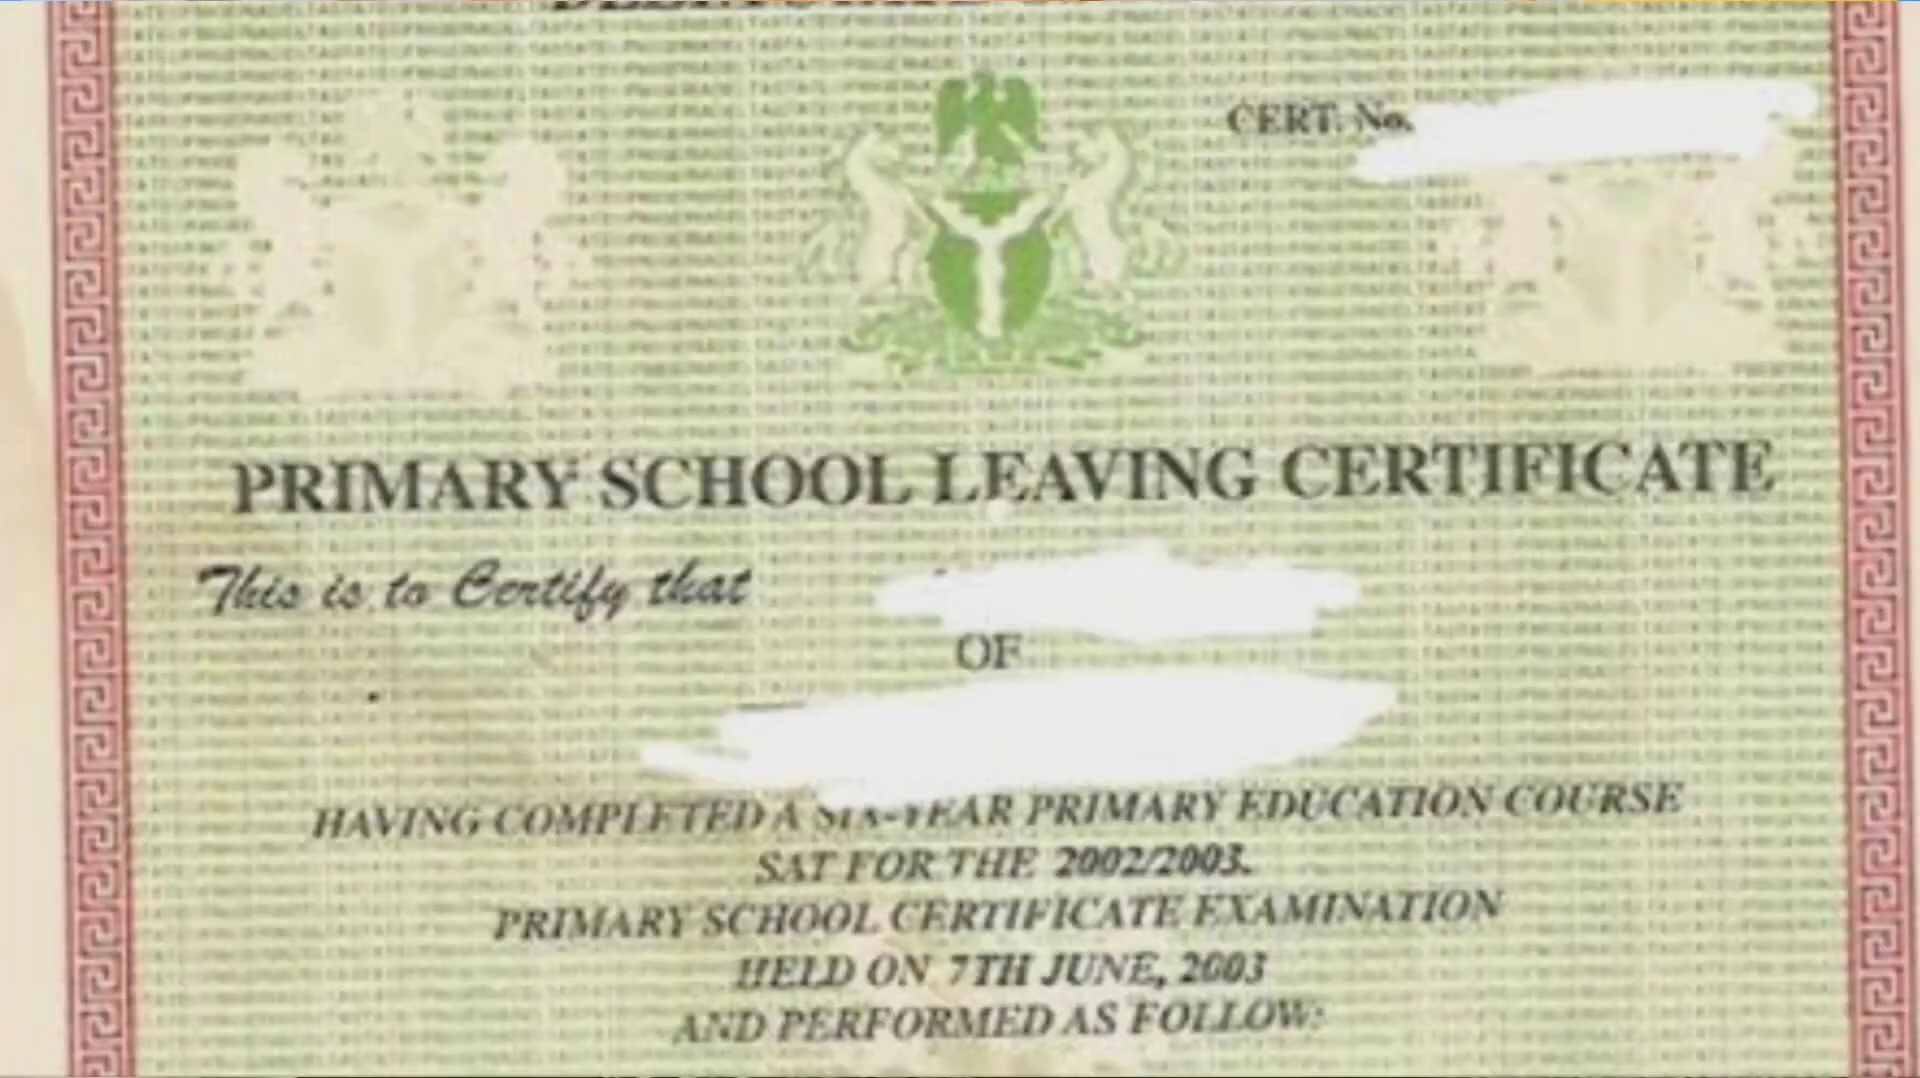 CERT. No.
PRIMARY SCHOOL LEAVING CERTIFICATE
This is to Certify that
OF
HAVING COMPLETED A SIX-YEAR PRIMARY EDUCATION COURSE
SAT FOR THE 2002/2003.
PRIMARY SCHOOL CERTIFICATE EXAMINATION
HELD ON 7TH JUNE, 2003
AND PERFORMED AS FOLLOW: